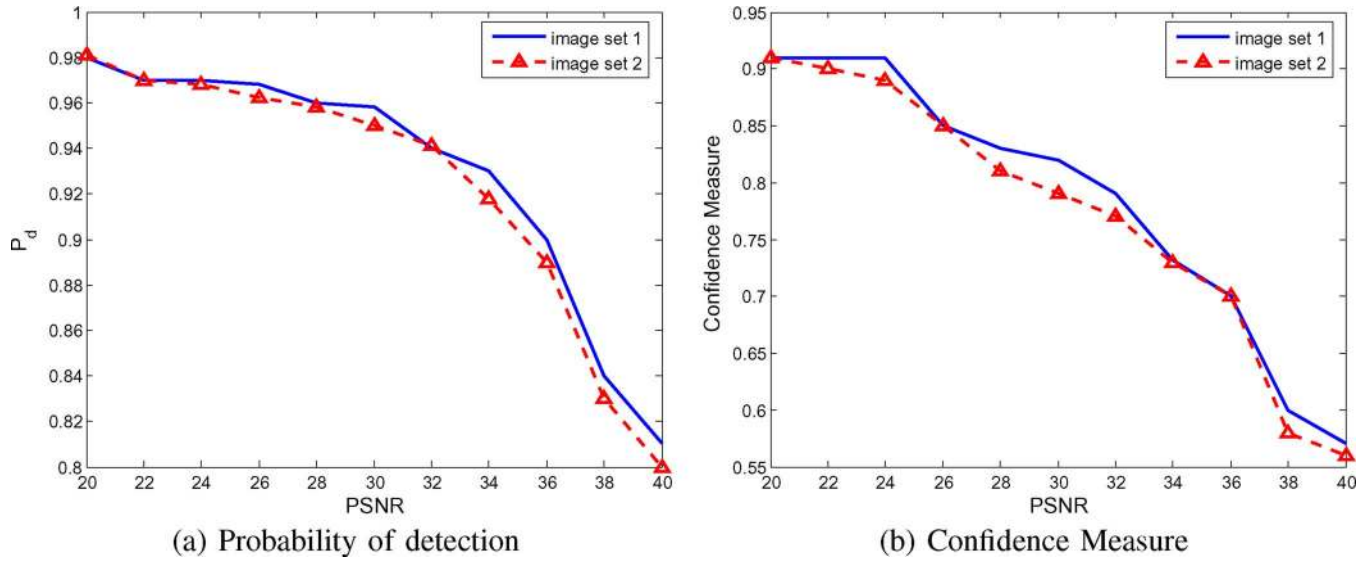 1
0.98
0.96
0.94
0.92
0.9
0.88
0.86
0.84
0.82
0.8
P_d
image set 1
image set 2
20 22 24 26 28 30 32 34 36 38 40
PSNR
(a) Probability of detection
0.95
0.9
0.85
0.8
0.75
0.7
0.65
0.6
0.55
Confidence Measure
image set 1
image set 2
20 22 24 26 28 30 32 34 36 38 40
PSNR
(b) Confidence Measure